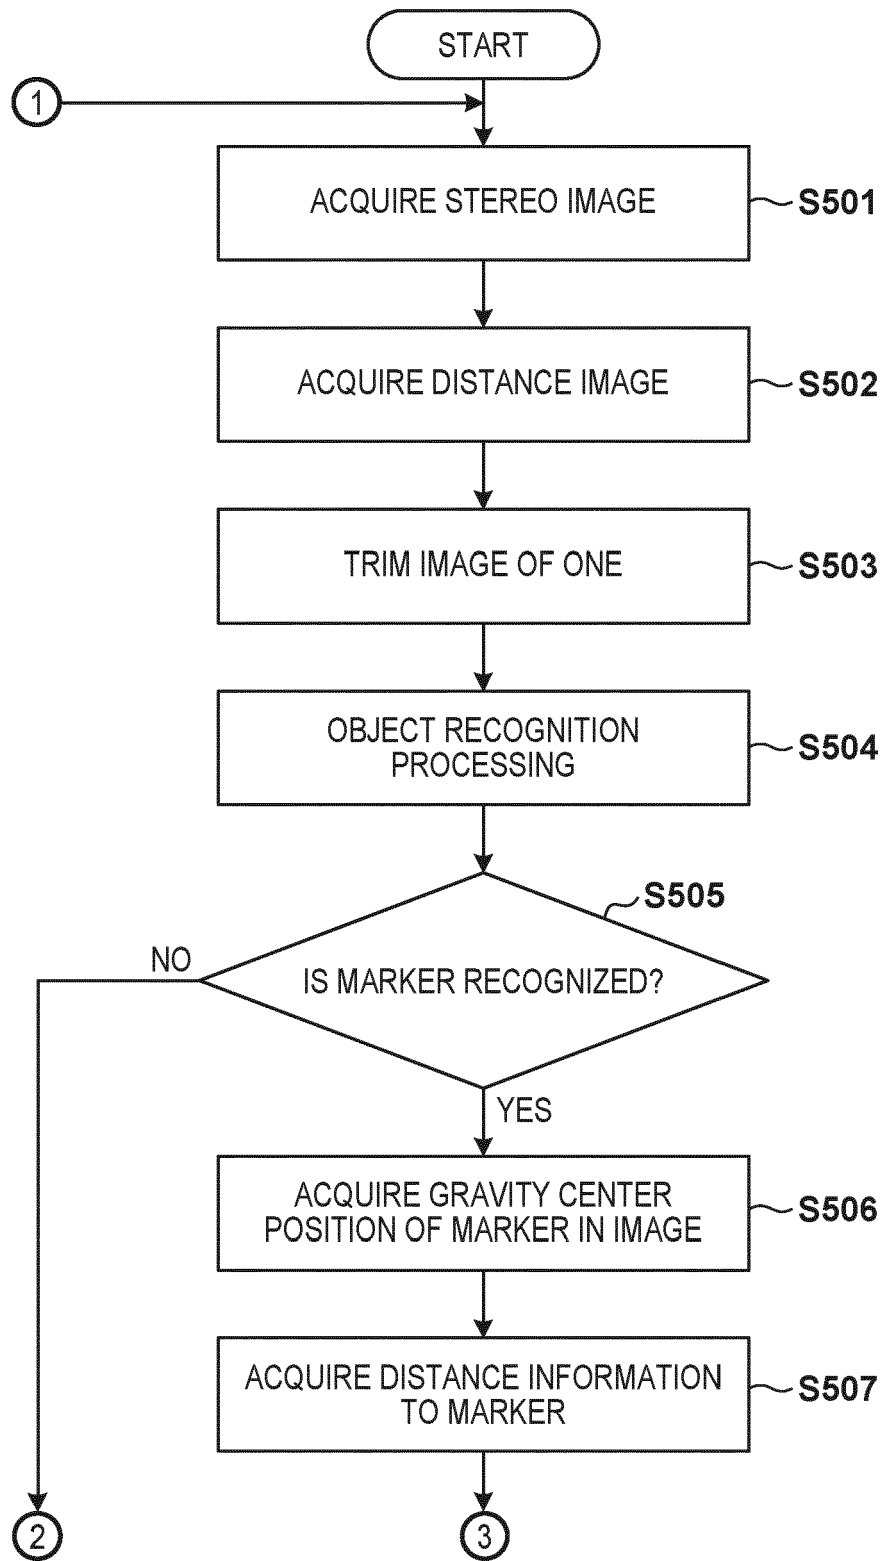 START
1
ACQUIRE STEREO IMAGE
S501
ACQUIRE DISTANCE IMAGE
S502
TRIM IMAGE OF ONE
S503
OBJECT RECOGNITION
PROCESSING
S504
S505
NO
IS MARKER RECOGNIZED?
YES
ACQUIRE GRAVITY CENTER
POSITION OF MARKER IN IMAGE
S506
ACQUIRE DISTANCE INFORMATION
TO MARKER
S507
2
3